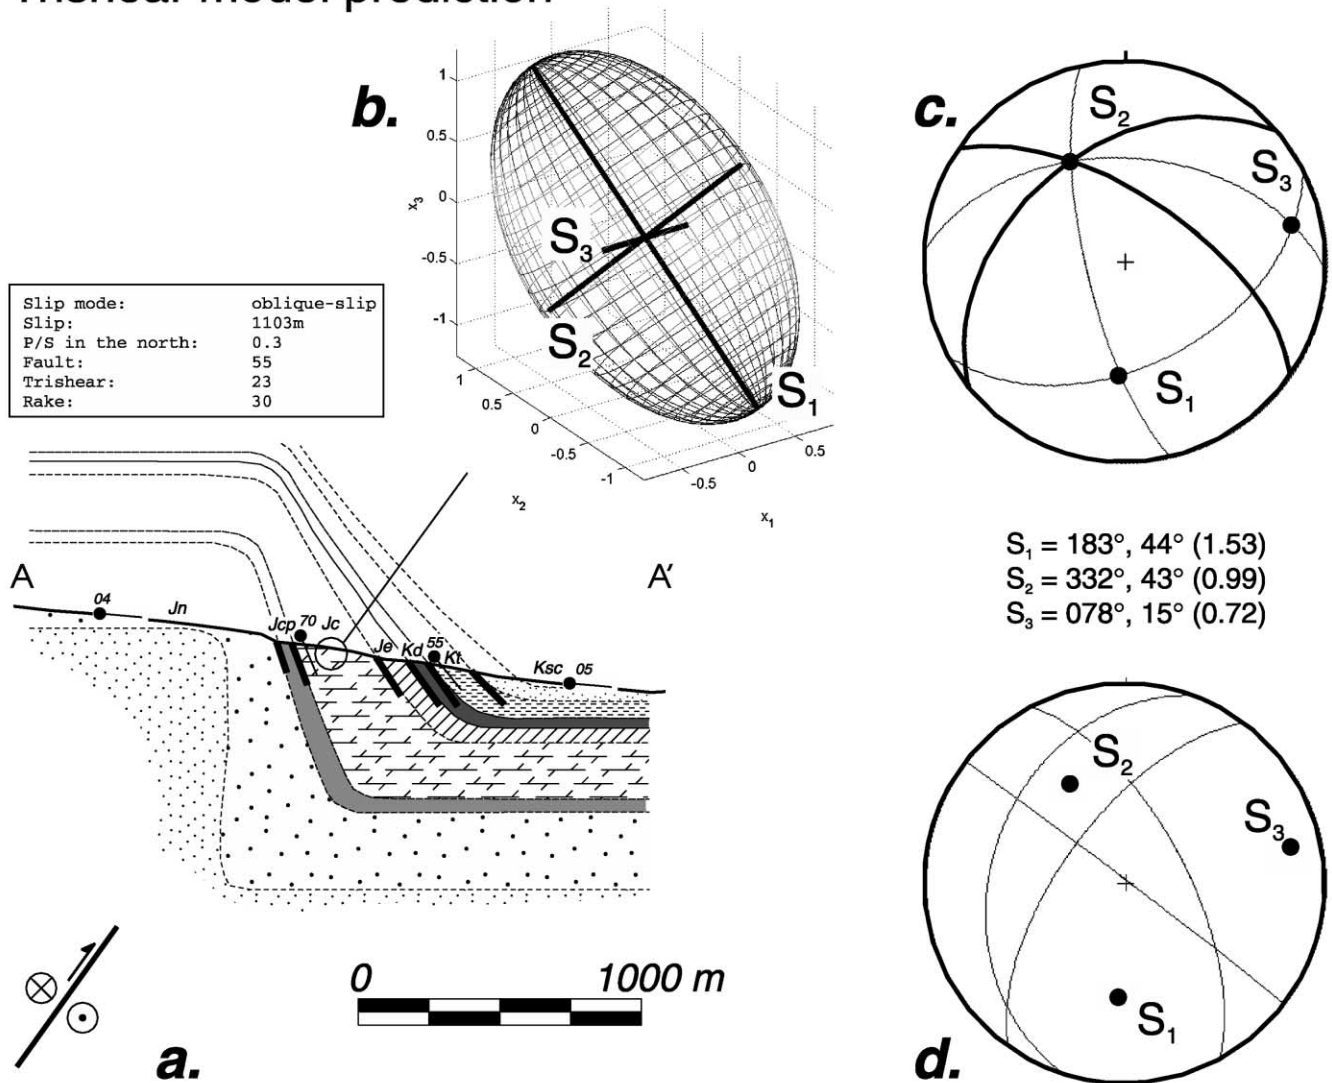 Trishear model prediction
b.
1
0.5
0
-0.5
-1
x3
1
0.5
0
-0.5
-1
x2
-0.5
0
0.5
x1
S3
S2
S1
c.
S2
S3
S1
Slip mode: oblique-slip
Slip: 1103m
P/S in the north: 0.3
Fault: 55
Trishear: 23
Rake: 30
A
A′
04
Jn
Jcp 70 Jc
Je Kd 55 Kt
Ksc 05
0 1000 m
a.
S₁ = 183°, 44° (1.53)
S₂ = 332°, 43° (0.99)
S₃ = 078°, 15° (0.72)
S2
S3
S1
d.